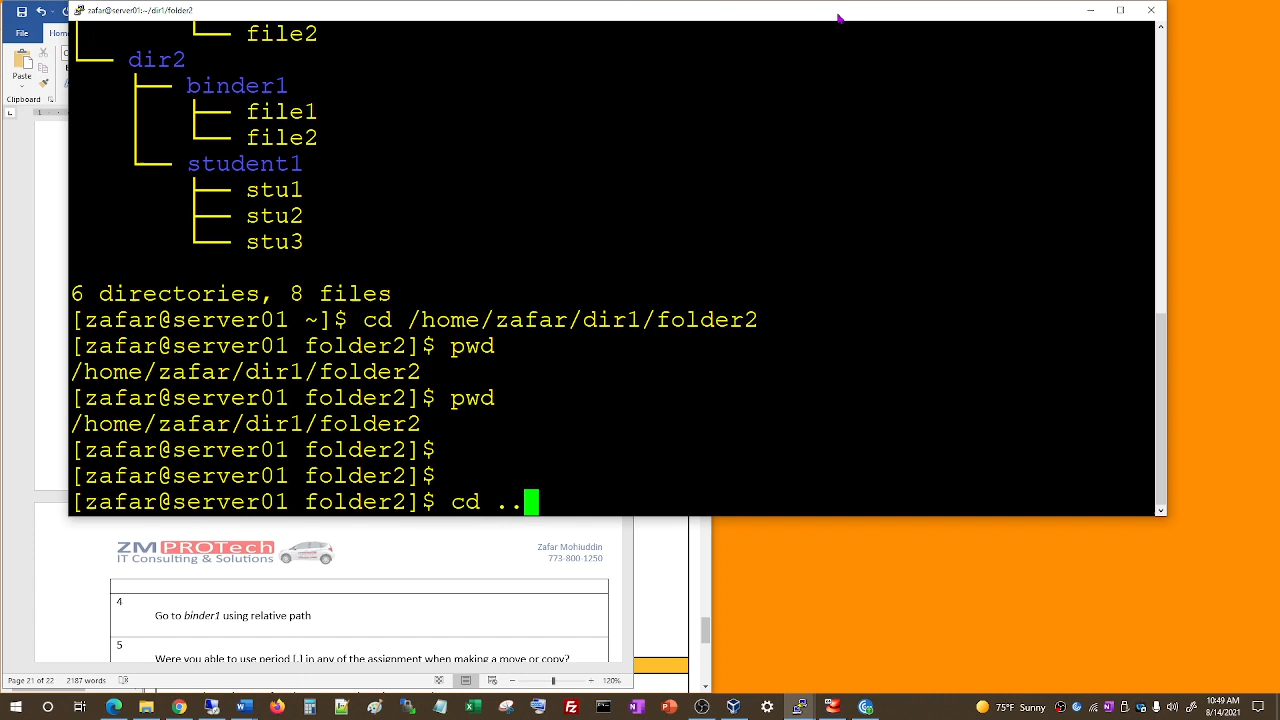 zafar@server01:~/dir1/folder2
File
Paste
Clipboard
└── file2
└── dir2
├── binder1
│ ├── file1
│ └── file2
└── student1
├── stu1
├── stu2
└── stu3
6 directories, 8 files
[zafar@server01 ~]$ cd /home/zafar/dir1/folder2
[zafar@server01 folder2]$ pwd
/home/zafar/dir1/folder2
[zafar@server01 folder2]$ pwd
/home/zafar/dir1/folder2
[zafar@server01 folder2]$
[zafar@server01 folder2]$
[zafar@server01 folder2]$ cd ..
ZMPROTech
IT Consulting & Solutions
Zafar Mohiuddin
773-800-1250
4
Go to binder1 using relative path
5
Were you able to use period [.] in any of the assignment when making a move or copy?
Page 21 of 22 2187 words
120%
75°F Sunny
10:49 AM
8/14/2021